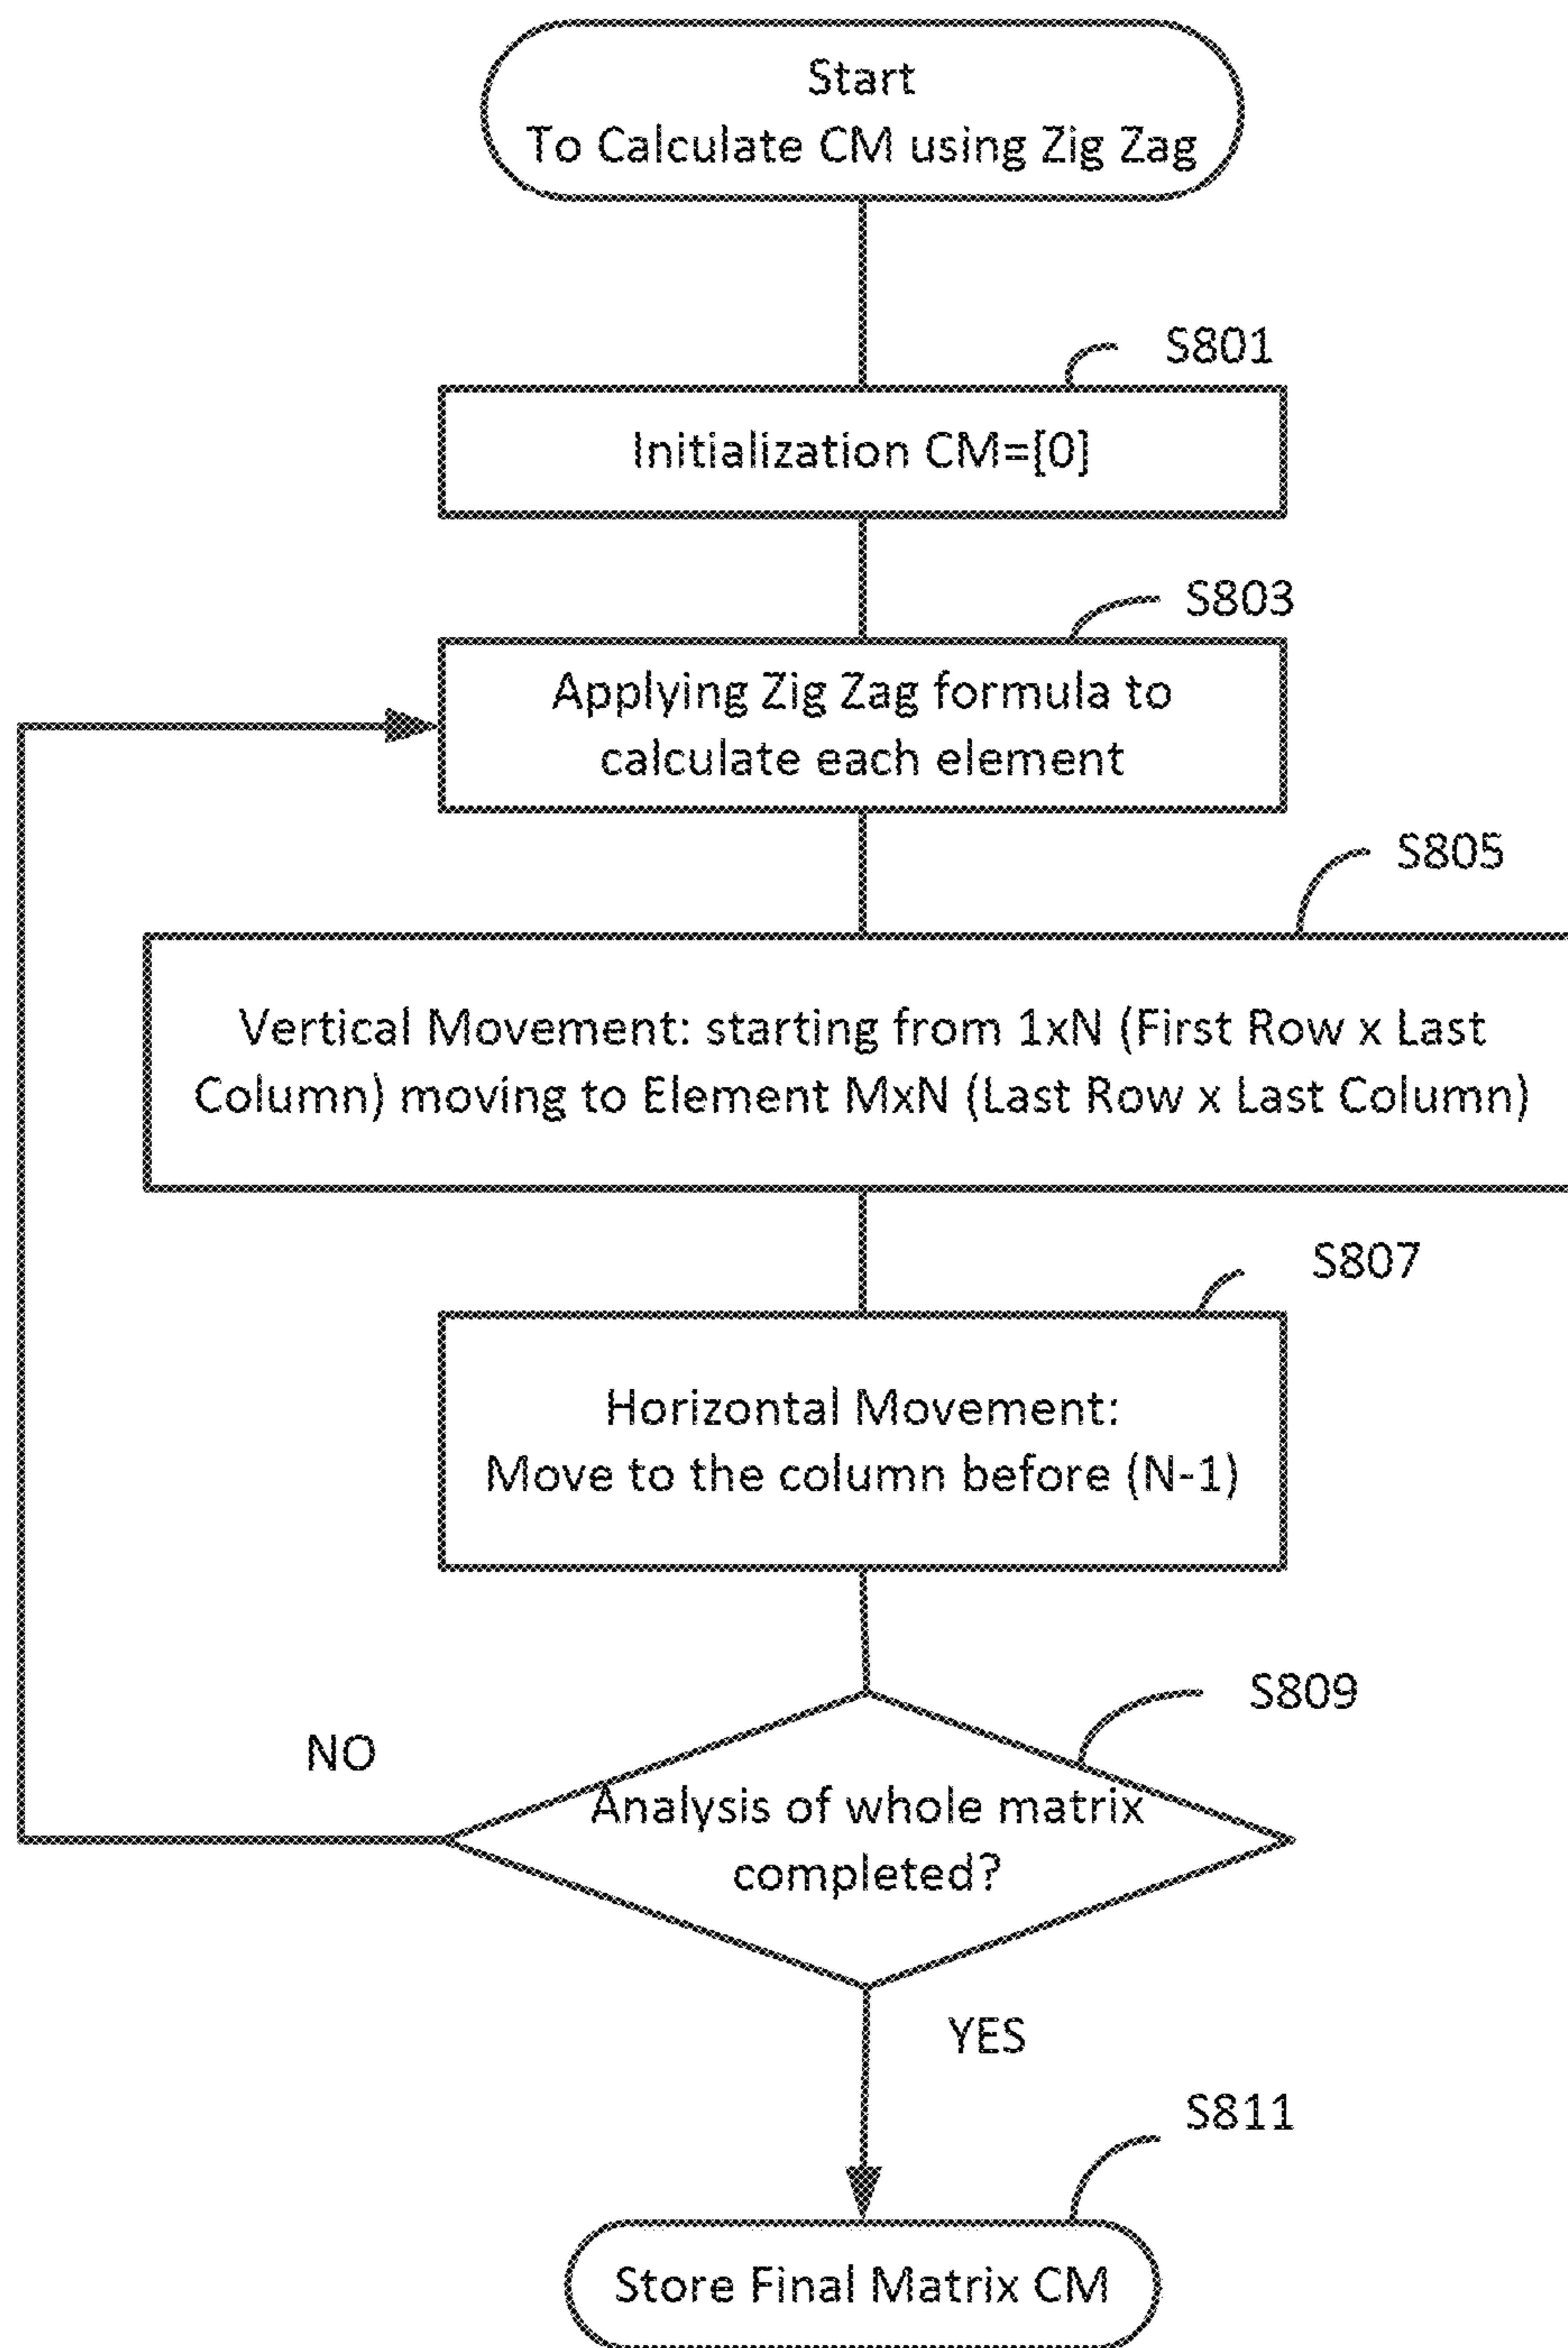 Start
To Calculate CM using Zig Zag
S801
Initialization CM=[0]
S803
Applying Zig Zag formula to
calculate each element
S805
Vertical Movement: starting from 1xN (First Row x Last
Column) moving to Element MxN (Last Row x Last Column)
S807
Horizontal Movement:
Move to the column before (N-1)
S809
NO
Analysis of whole matrix
completed?
YES
S811
Store Final Matrix CM